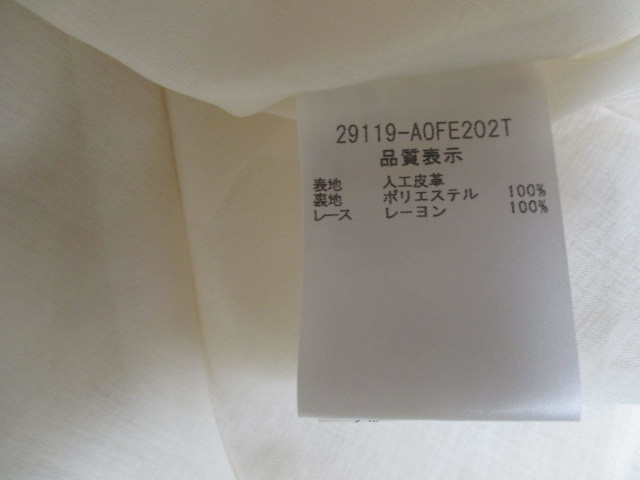 29119-A0FE202T
品質表示
表地 人工皮革
裏地 ポリエステル 100%
レース レーヨン 100%